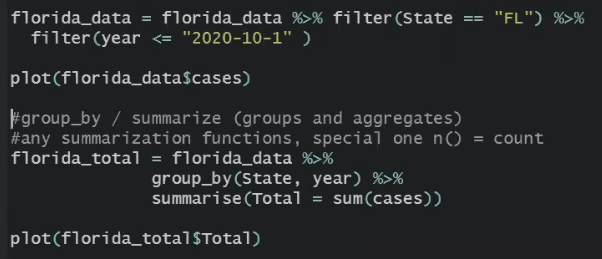 florida_data = florida_data %>% filter(State == "FL") %>%
  filter(year <= "2020-10-1" )

plot(florida_data$cases)

#group_by / summarize (groups and aggregates)
#any summarization functions, special one n() = count
florida_total = florida_data %>%
              group_by(State, year) %>%
              summarise(Total = sum(cases))

plot(florida_total$Total)